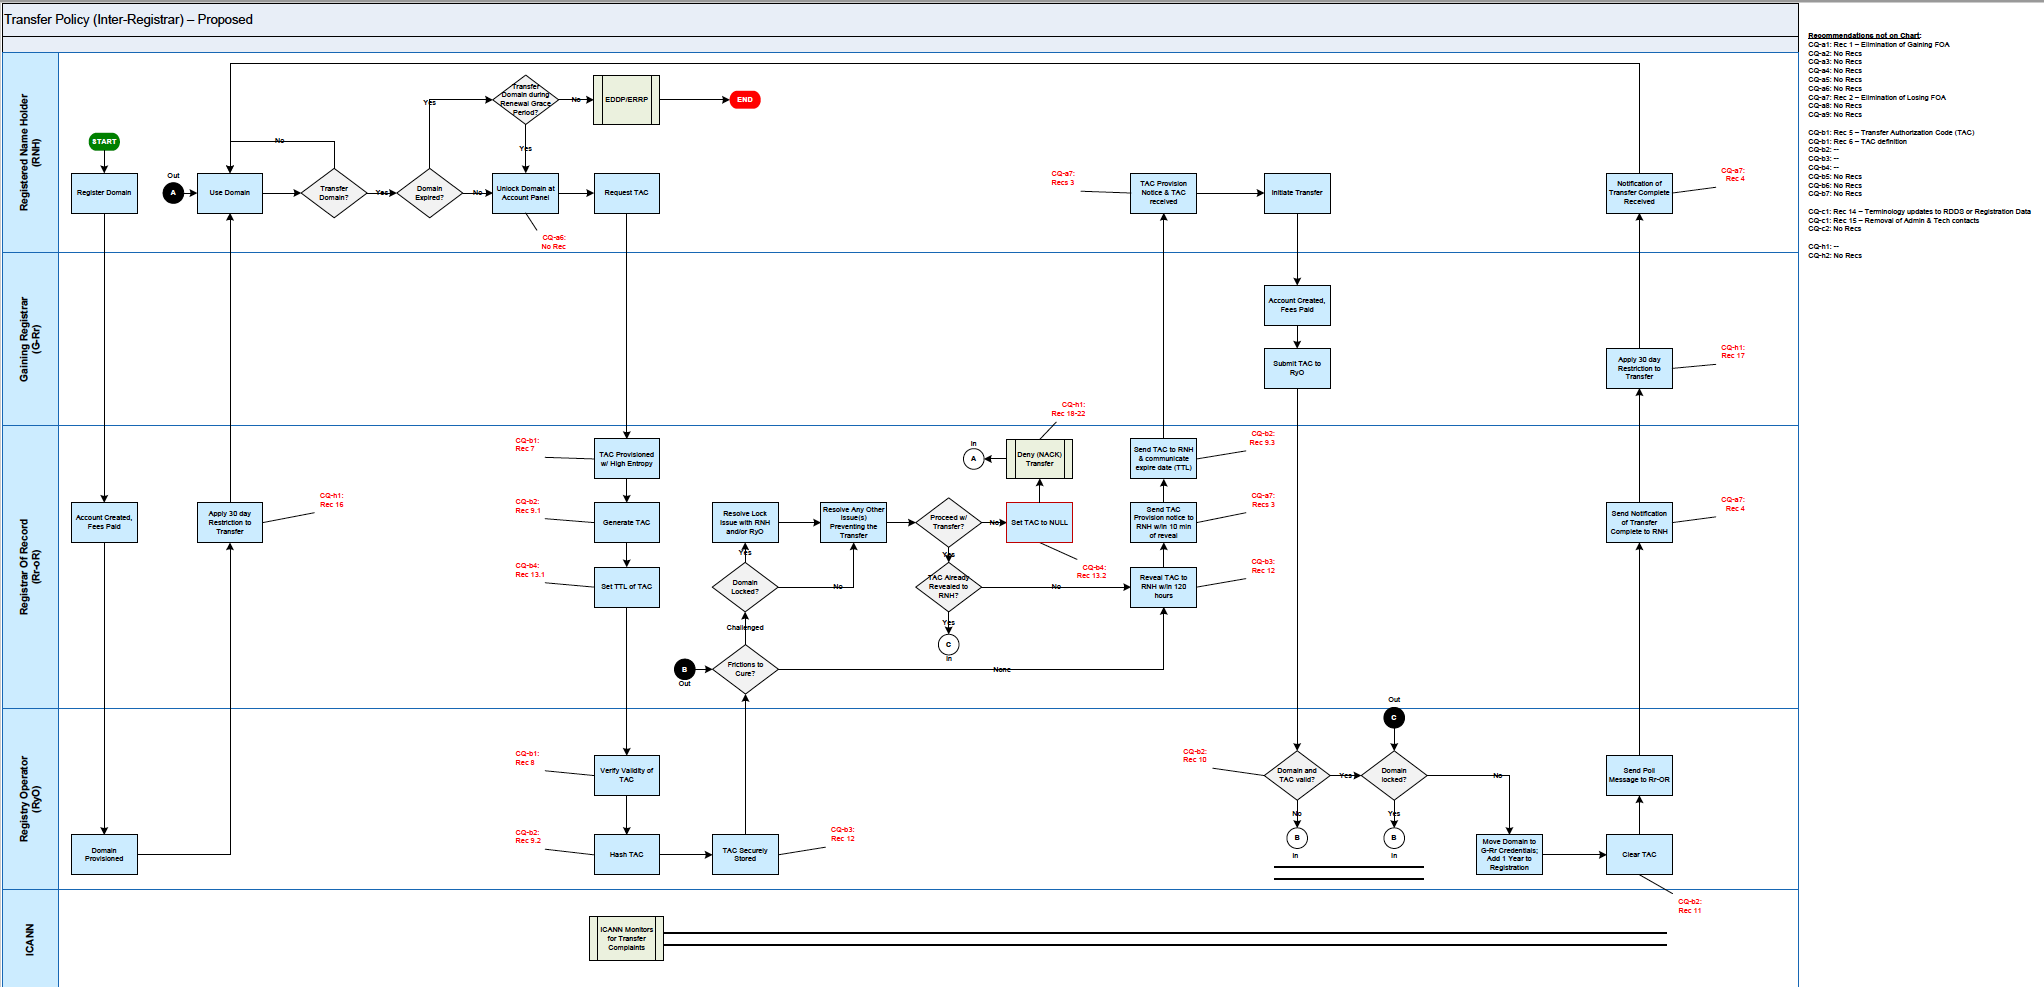 Transfer Policy (Inter-Registrar) – Proposed
Recommendations not on Chart:
CQ-a1: Rec 1 – Elimination of Gaining FOA
CQ-a2: No Recs
CQ-a3: No Recs
CQ-a4: No Recs
CQ-a5: No Recs
CQ-a6: No Recs
CQ-a7: Rec 2 – Elimination of Losing FOA
CQ-a8: No Recs
CQ-a9: No Recs
CQ-b1: Rec 5 – Transfer Authorization Code (TAC)
CQ-b1: Rec 6 – TAC definition
CQ-b2: --
CQ-b3: --
CQ-b4: --
CQ-b5: No Recs
CQ-b6: No Recs
CQ-b7: No Recs
CQ-c1: Rec 14 – Terminology updates to RDDS or Registration Data
CQ-c1: Rec 15 – Removal of Admin & Tech contacts
CQ-c2: No Recs
CQ-h1: --
CQ-h2: No Recs
Registered Name Holder
(RNH)
START
Register Domain
Out
A
Use Domain
No
Transfer
Domain?
Yes
Domain
Expired?
Yes
No
Transfer
Domain during
Renewal Grace
Period?
No
Yes
EDDP/ERRP
END
Unlock Domain at
Account Panel
CQ-a6:
No Rec
Request TAC
CQ-a7:
Recs 3
TAC Provision
Notice & TAC
received
Initiate Transfer
Notification of
Transfer Complete
Received
CQ-a7:
Rec 4
Gaining Registrar
(G-Rr)
Account Created,
Fees Paid
Submit TAC to
RyO
Apply 30 day
Restriction to
Transfer
CQ-h1:
Rec 17
Registrar Of Record
(Rr-oR)
Account Created,
Fees Paid
Apply 30 day
Restriction to
Transfer
CQ-h1:
Rec 16
CQ-b1:
Rec 7
TAC Provisioned
w/ High Entropy
CQ-b2:
Rec 9.1
Generate TAC
CQ-b4:
Rec 13.1
Set TTL of TAC
Resolve Lock
Issue with RNH
and/or RyO
Yes
Domain
Locked?
No
Challenged
B
Out
Frictions to
Cure?
None
Resolve Any Other
Issue(s)
Preventing the
Transfer
Proceed w/
Transfer?
No
Yes
TAC Already
Revealed to
RNH?
No
Yes
C
In
Set TAC to NULL
CQ-b4:
Rec 13.2
In
A
Deny (NACK)
Transfer
CQ-h1:
Rec 18-22
Send TAC to RNH
& communicate
expire date (TTL)
CQ-b2:
Rec 9.3
Send TAC
Provision notice to
RNH w/in 10 min
of reveal
CQ-a7:
Recs 3
Reveal TAC to
RNH w/in 120
hours
CQ-b3:
Rec 12
Send Notification
of Transfer
Complete to RNH
CQ-a7:
Rec 4
Registry Operator
(RyO)
Domain
Provisioned
CQ-b1:
Rec 8
Verify Validity of
TAC
CQ-b2:
Rec 9.2
Hash TAC
TAC Securely
Stored
CQ-b3:
Rec 12
CQ-b2:
Rec 10
Domain and
TAC valid?
Yes
No
B
In
Out
C
Domain
locked?
No
Yes
B
In
Move Domain to
G-Rr Credentials;
Add 1 Year to
Registration
Send Poll
Message to Rr-OR
Clear TAC
CQ-b2:
Rec 11
ICANN
ICANN Monitors
for Transfer
Complaints